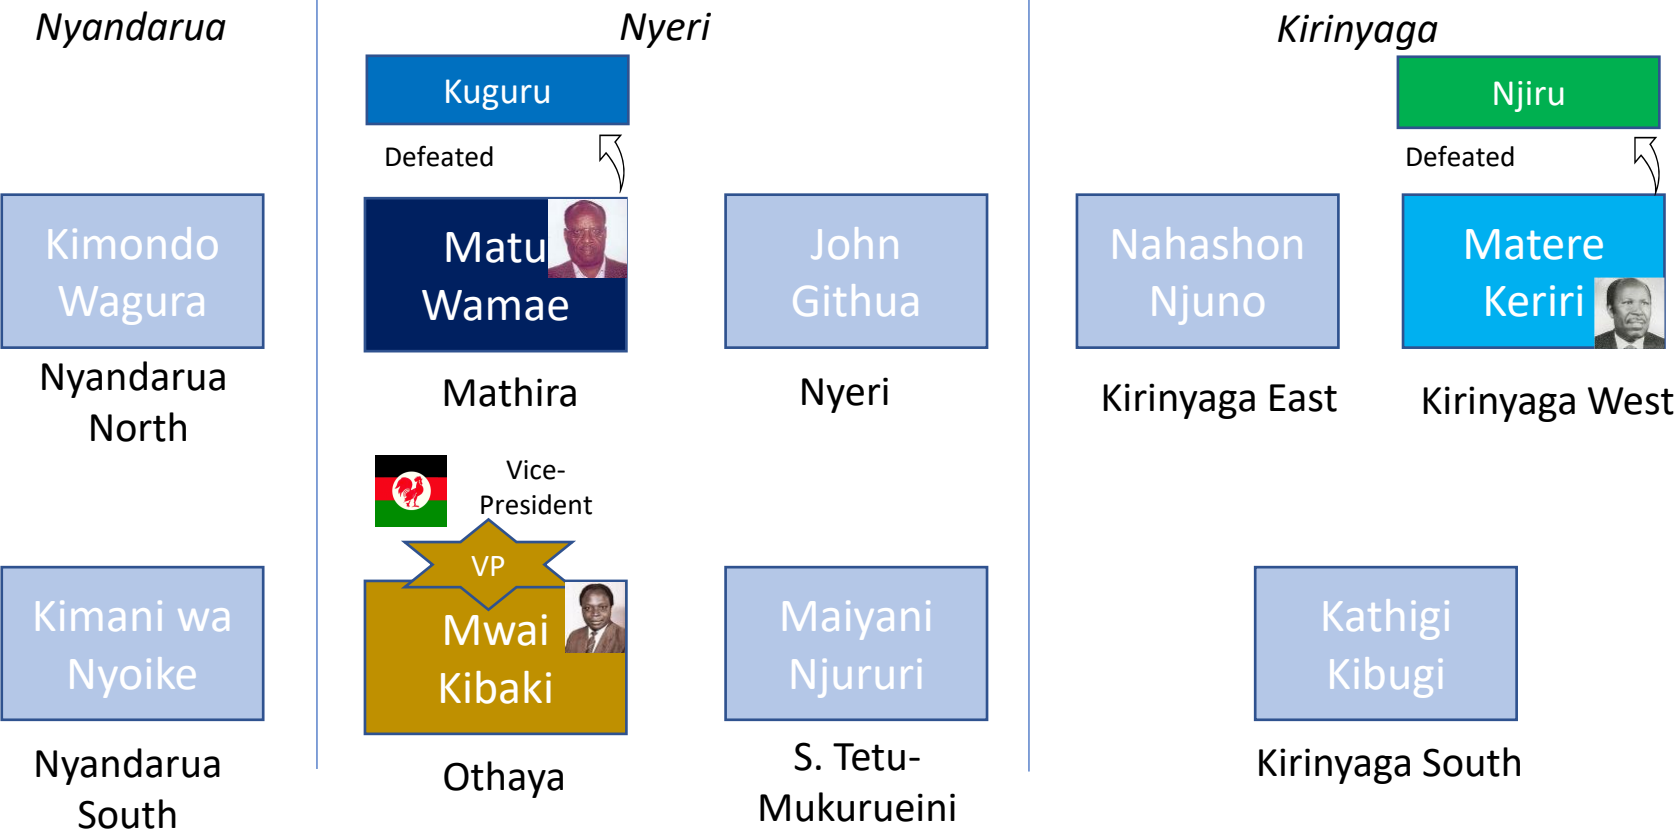 Nyandarua
Nyeri
Kirinyaga
Kuguru
Njiru
Defeated
Defeated
Kimondo
Wagura
Matu
Wamae
John
Githua
Nahashon
Njuno
Matere
Keriri
Nyandarua
North
Mathira
Nyeri
Kirinyaga East
Kirinyaga West
Vice-
President
VP
Kimani wa
Nyoike
Mwai
Kibaki
Maiyani
Njururi
Kathigi
Kibugi
Nyandarua
South
Othaya
S. Tetu-
Mukurueini
Kirinyaga South